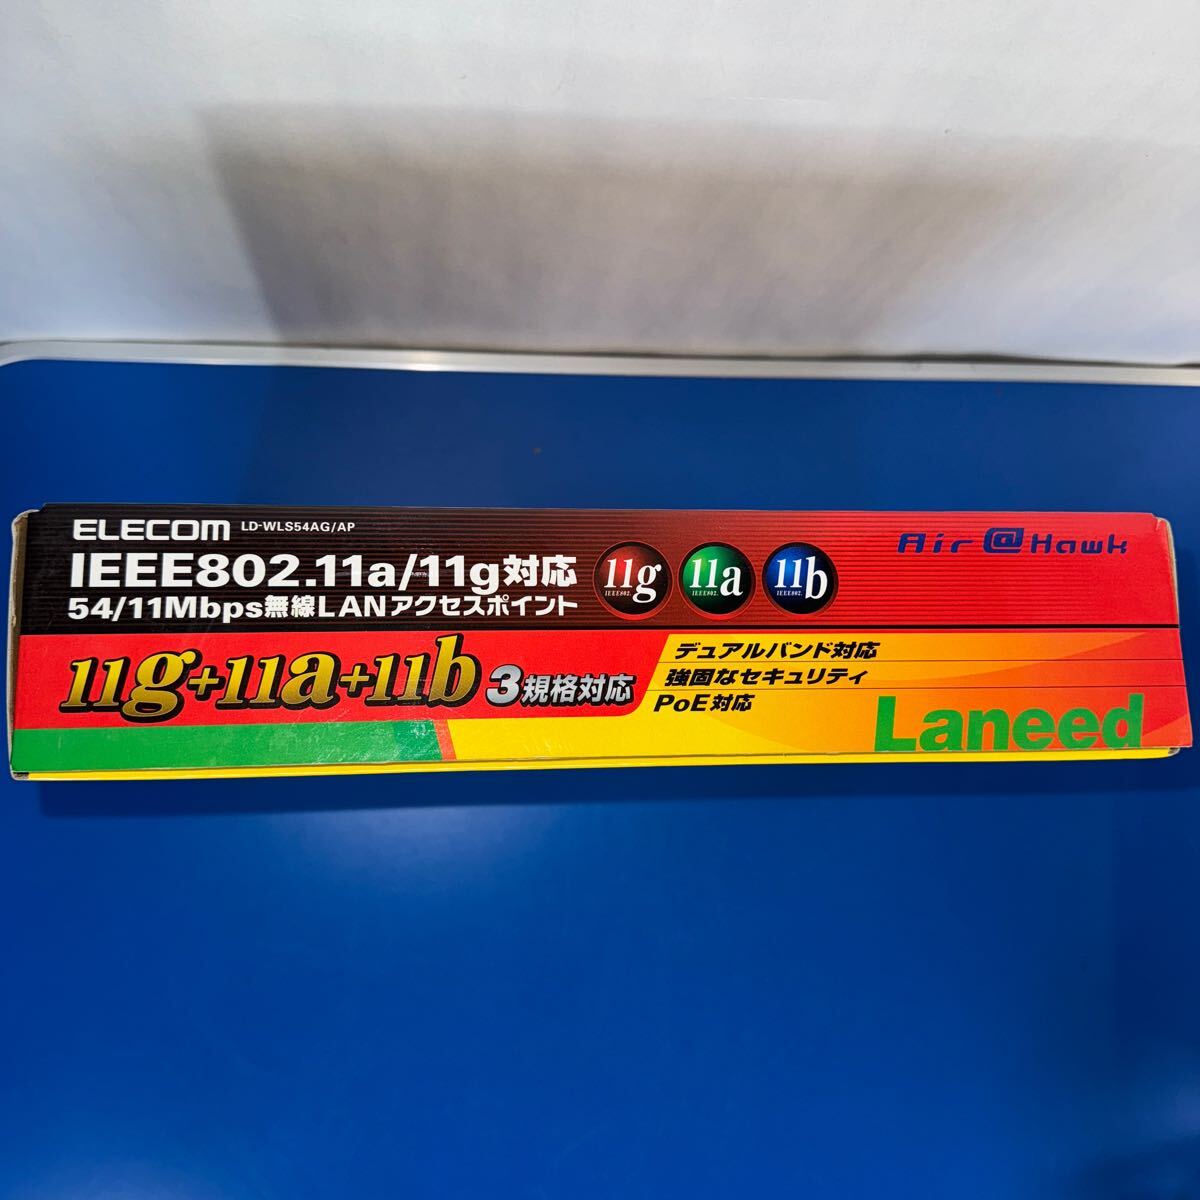 ELECOM LD-WLS54AG/AP
IEEE802.11a/11g対応
54/11Mbps無線LANアクセスポイント
11g IEEE802.
11a IEEE802.
11b IEEE802.
Air @ Hawk
11g+11a+11b 3規格対応
デュアルバンド対応
強固なセキュリティ
PoE対応
Laneed